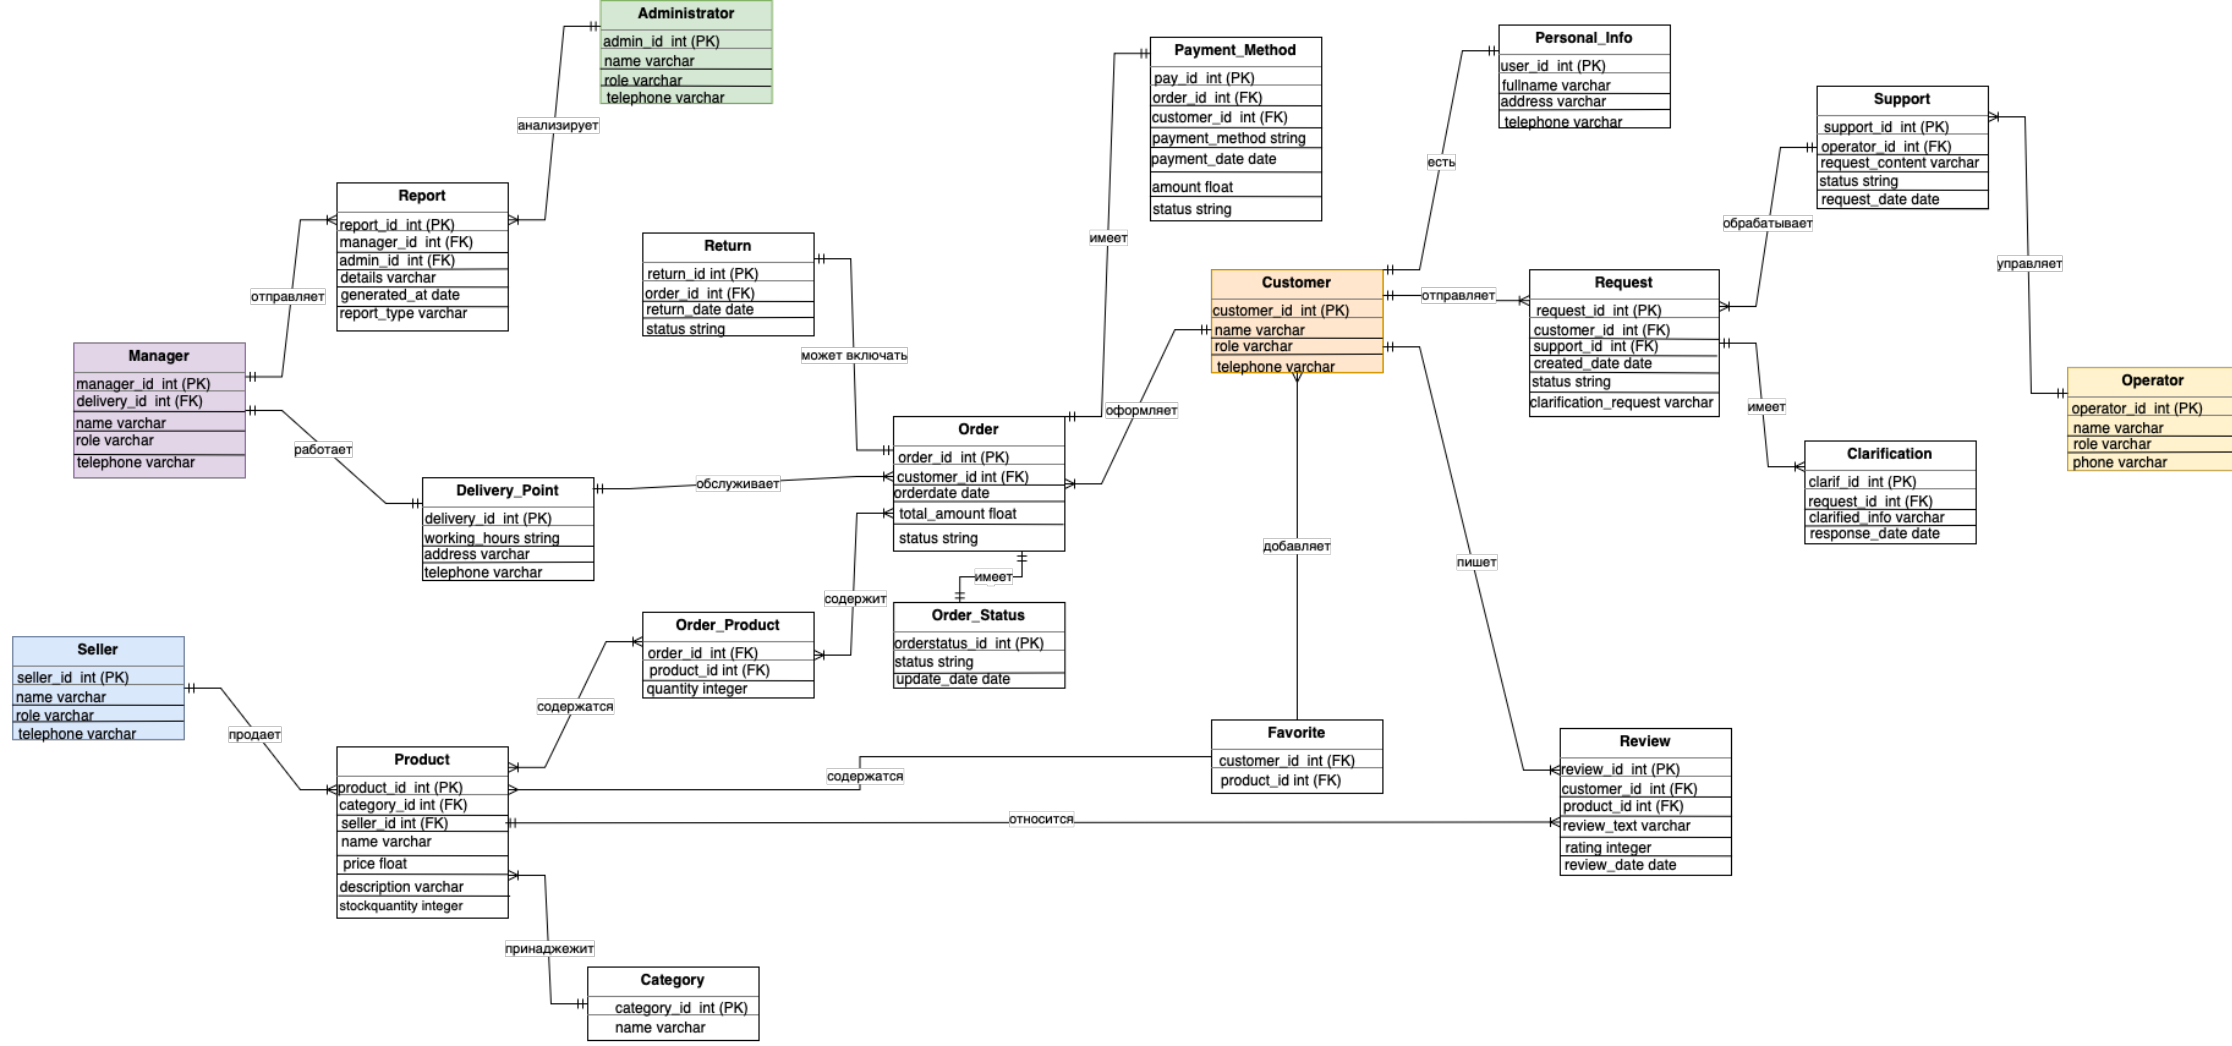 Administrator
admin_id int (PK)
name varchar
role varchar
telephone varchar
анализирует
Report
report_id int (PK)
manager_id int (FK)
admin_id int (FK)
details varchar
generated_at date
report_type varchar
отправляет
Manager
manager_id int (PK)
delivery_id int (FK)
name varchar
role varchar
telephone varchar
работает
Return
return_id int (PK)
order_id int (FK)
return_date date
status string
может включать
Payment_Method
pay_id int (PK)
order_id int (FK)
customer_id int (FK)
payment_method string
payment_date date
amount float
status string
имеет
Personal_Info
user_id int (PK)
fullname varchar
address varchar
telephone varchar
есть
Support
support_id int (PK)
operator_id int (FK)
request_content varchar
status string
request_date date
обрабатывает
управляет
Customer
customer_id int (PK)
name varchar
role varchar
telephone varchar
отправляет
Request
request_id int (PK)
customer_id int (FK)
support_id int (FK)
created_date date
status string
clarification_request varchar
имеет
Operator
operator_id int (PK)
name varchar
role varchar
phone varchar
Clarification
clarif_id int (PK)
request_id int (FK)
clarified_info varchar
response_date date
оформляет
Order
order_id int (PK)
customer_id int (FK)
orderdate date
total_amount float
status string
обслуживает
Delivery_Point
delivery_id int (PK)
working_hours string
address varchar
telephone varchar
имеет
Order_Status
orderstatus_id int (PK)
status string
update_date date
содержит
Order_Product
order_id int (FK)
product_id int (FK)
quantity integer
содержатся
добавляет
пишет
Seller
seller_id int (PK)
name varchar
role varchar
telephone varchar
продает
Product
product_id int (PK)
category_id int (FK)
seller_id int (FK)
name varchar
price float
description varchar
stockquantity integer
содержатся
Favorite
customer_id int (FK)
product_id int (FK)
относится
Review
review_id int (PK)
customer_id int (FK)
product_id int (FK)
review_text varchar
rating integer
review_date date
принаджежит
Category
category_id int (PK)
name varchar